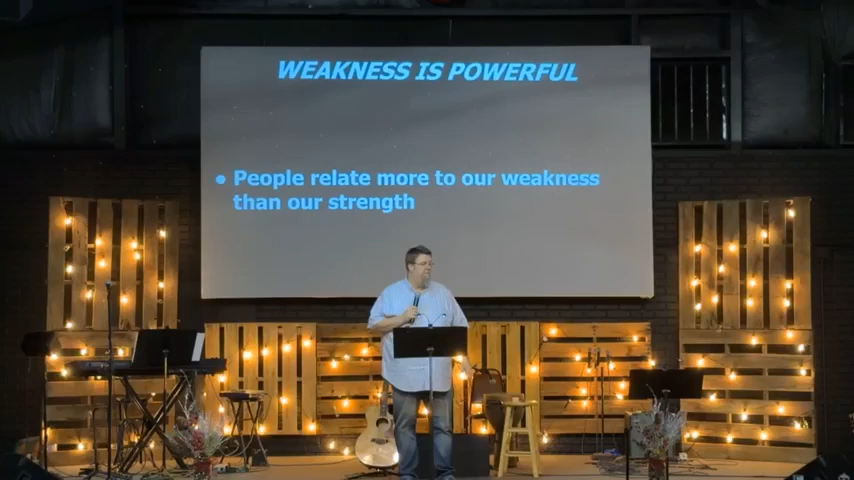 WEAKNESS IS POWERFUL
● People relate more to our weakness
than our strength